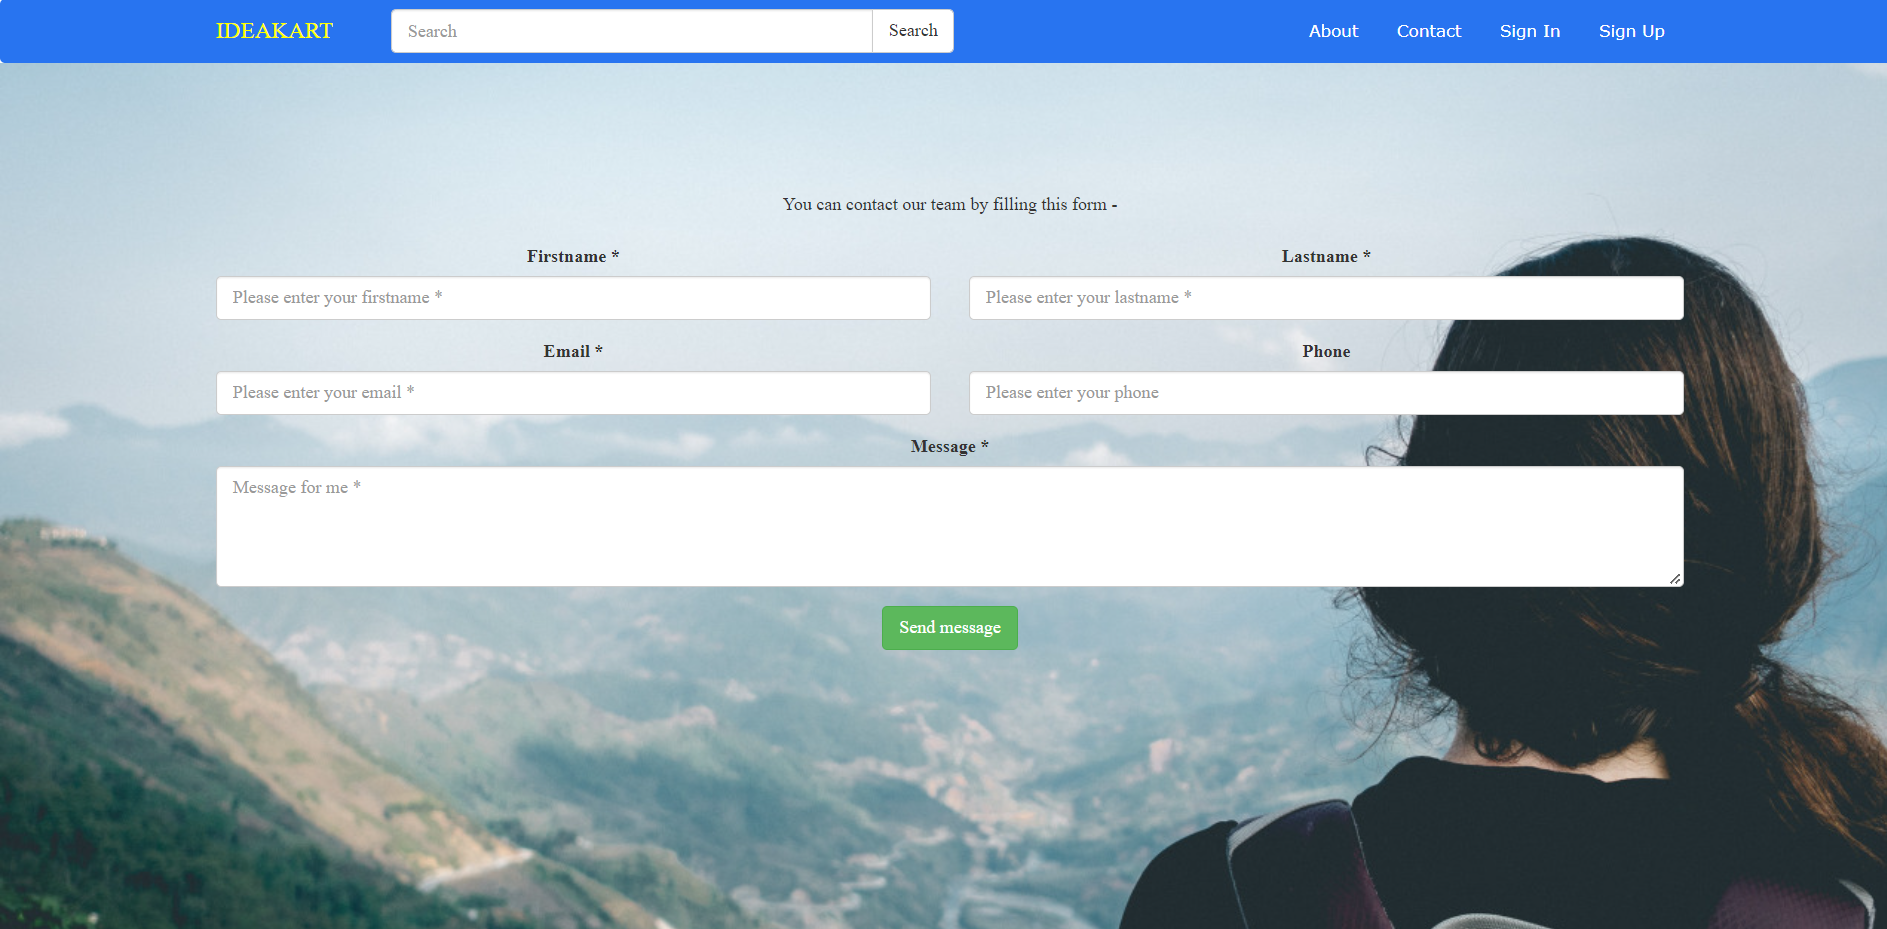 IDEAKART Search Search About Contact Sign In Sign Up
You can contact our team by filling this form -
Firstname * Lastname *
Please enter your firstname * Please enter your lastname *
Email * Phone
Please enter your email * Please enter your phone
Message *
Message for me *
Send message